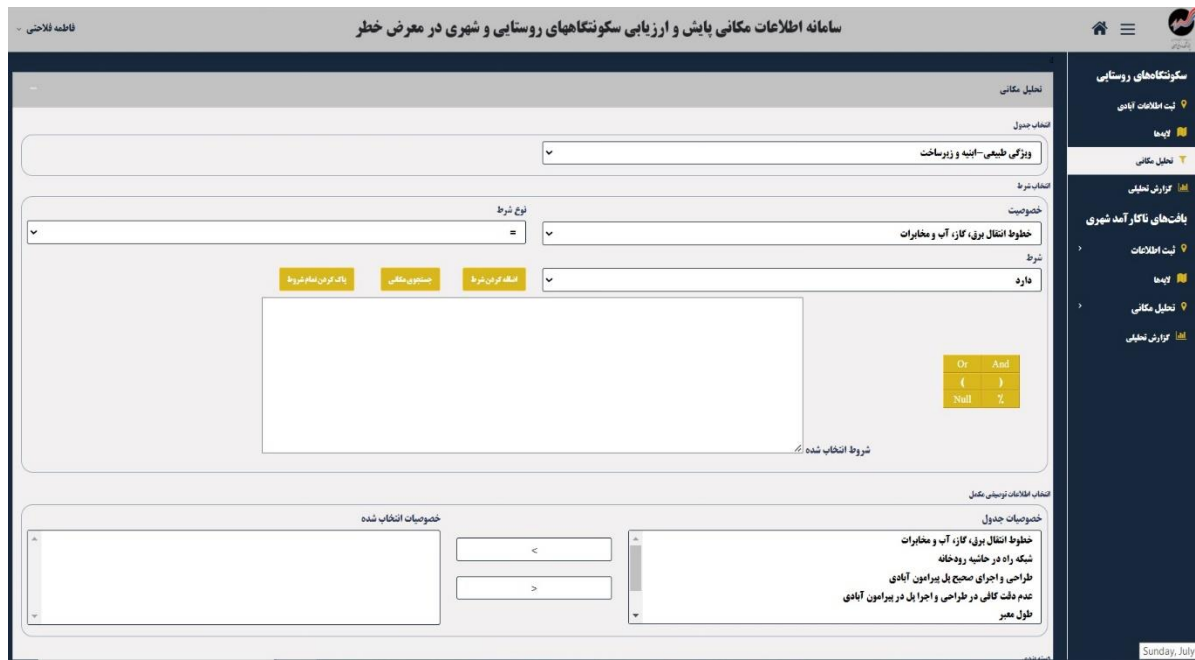 سامانه اطلاعات مکانی پایش و ارزیابی سکونتگاههای روستایی و شهری در معرض خطر
فاطمه فلاحتی
سکونتگاه‌های روستایی
ثبت اطلاعات آبادی
لایه‌ها
تحلیل مکانی
گزارش تحلیلی
بافت‌های ناکارآمد شهری
ثبت اطلاعات
لایه‌ها
تحلیل مکانی
گزارش تحلیلی
تحلیل مکانی
انتخاب جدول
ویژگی طبیعی-ابنیه و زیرساخت
انتخاب شرط
خصوصیت
نوع شرط
خطوط انتقال برق، گاز، آب و مخابرات
=
شرط
دارد
اضافه کردن شرط
جستجوی مکانی
پاک کردن تمام شروط
Or And
( )
Null %
شروط انتخاب شده
انتخاب اطلاعات توصیفی مکمل
خصوصیات جدول
خصوصیات انتخاب شده
خطوط انتقال برق، گاز، آب و مخابرات
شبکه راه در حاشیه رودخانه
طراحی و اجرای صحیح پل پیرامون آبادی
عدم دقت کافی در طراحی و اجرا پل در پیرامون آبادی
طول معبر
>
<
Sunday, July